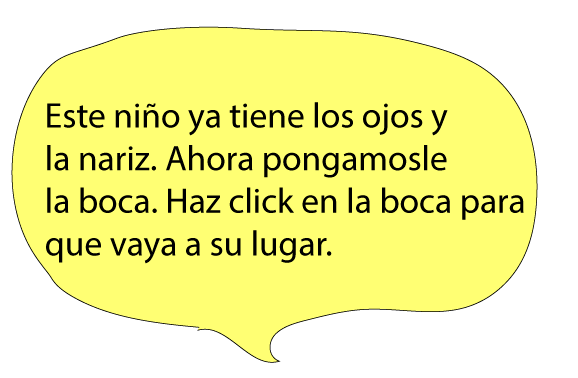 Este niño ya tiene los ojos y
la nariz. Ahora pongamosle
la boca. Haz click en la boca para
que vaya a su lugar.